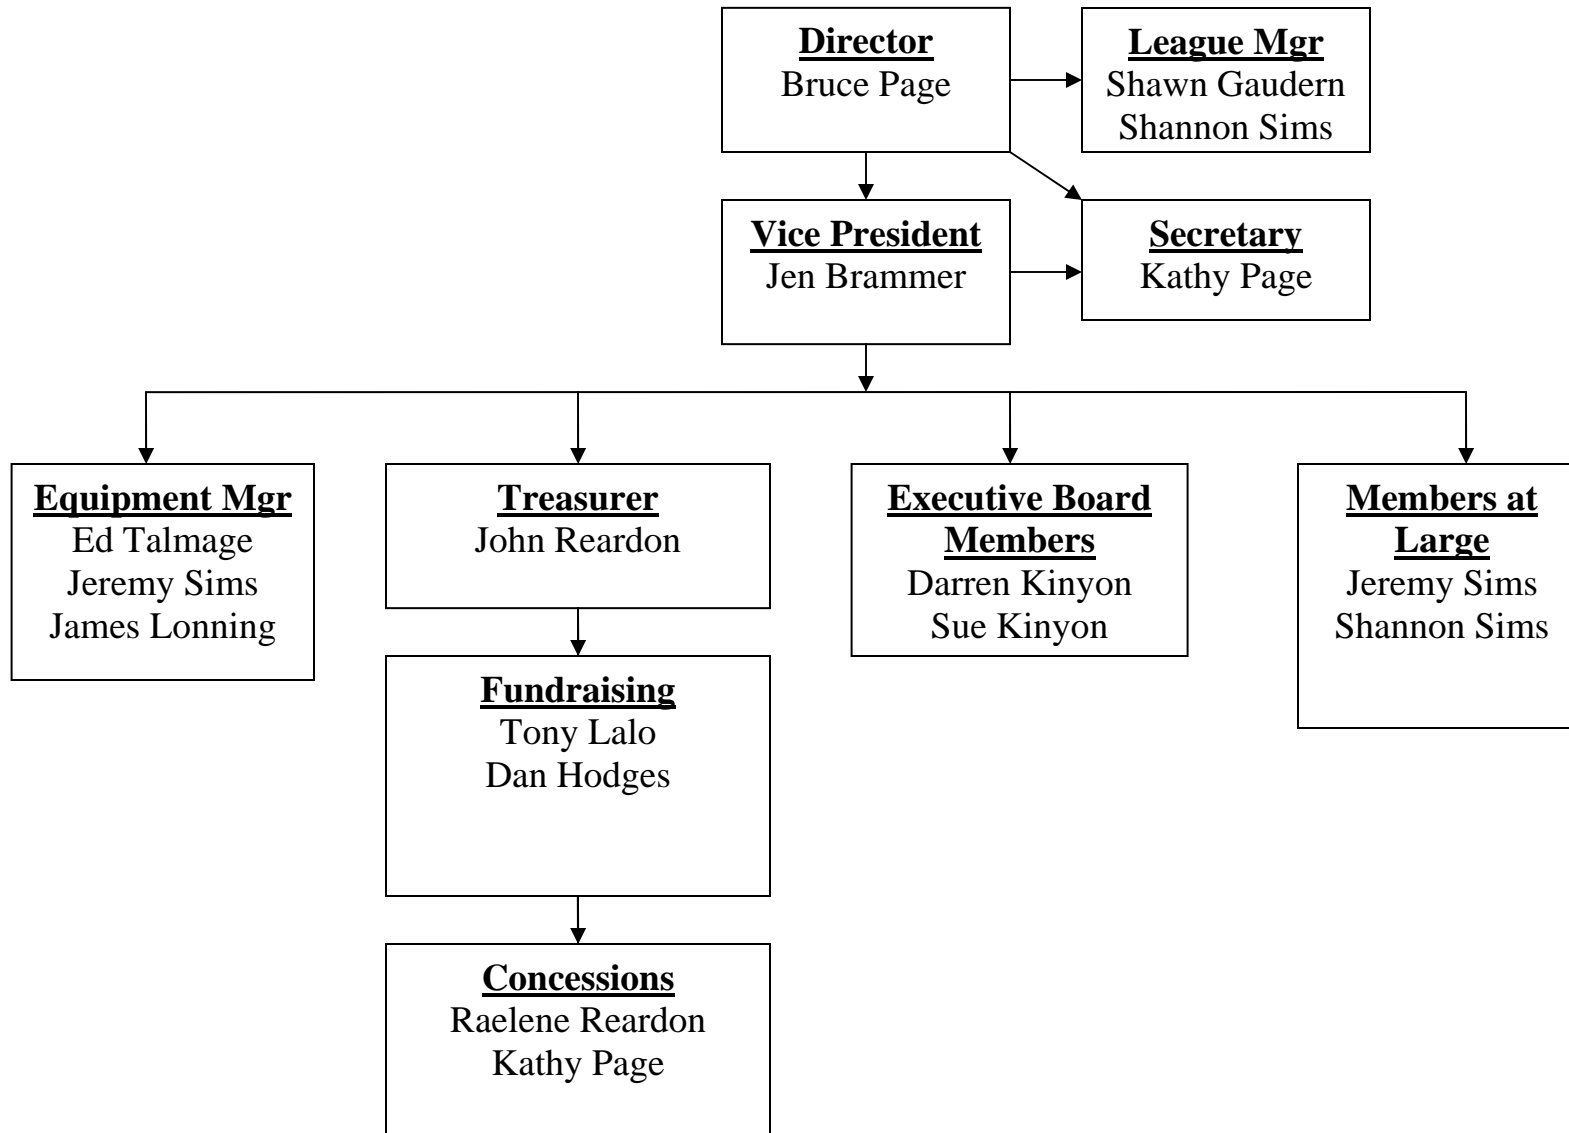 Director
Bruce Page
League Mgr
Shawn Gaudern
Shannon Sims
Vice President
Jen Brammer
Secretary
Kathy Page
Equipment Mgr
Ed Talmage
Jeremy Sims
James Lonning
Treasurer
John Reardon
Executive Board
Members
Darren Kinyon
Sue Kinyon
Members at
Large
Jeremy Sims
Shannon Sims
Fundraising
Tony Lalo
Dan Hodges
Concessions
Raelene Reardon
Kathy Page